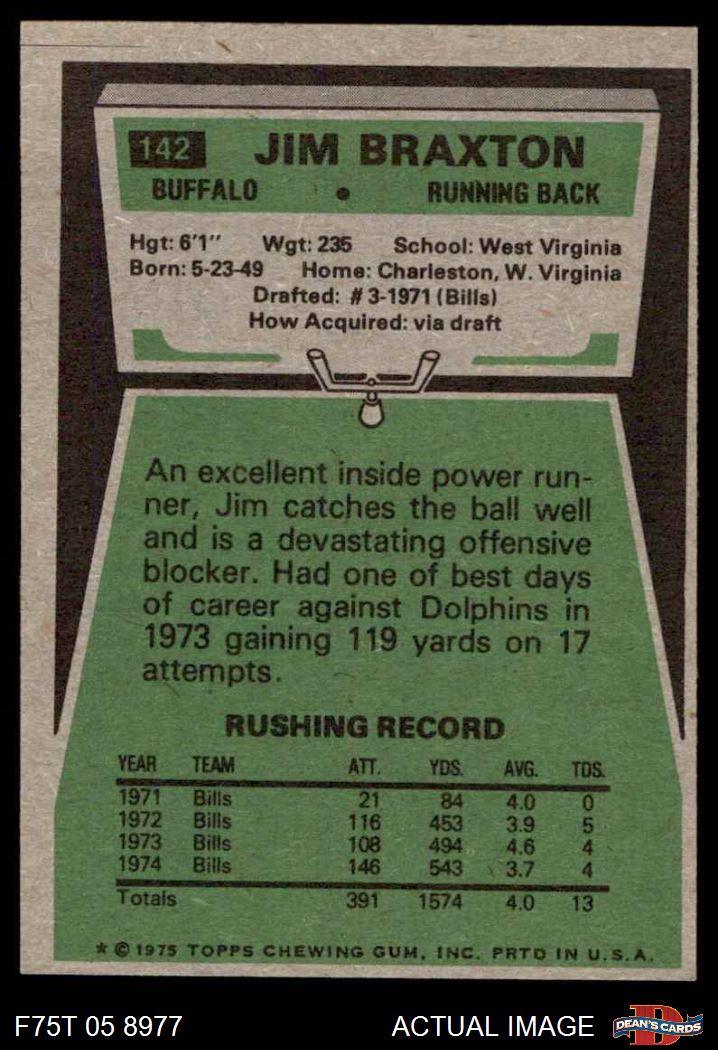 142 JIM BRAXTON
BUFFALO • RUNNING BACK
Hgt: 6'1" Wgt: 235 School: West Virginia
Born: 5-23-49 Home: Charleston, W. Virginia
Drafted: #3-1971 (Bills)
How Acquired: via draft
An excellent inside power run-
ner, Jim catches the ball well
and is a devastating offensive
blocker. Had one of best days
of career against Dolphins in
1973 gaining 119 yards on 17
attempts.
RUSHING RECORD
YEAR TEAM ATT. YDS. AVG. TDS.
1971 Bills 21 84 4.0 0
1972 Bills 116 453 3.9 5
1973 Bills 108 494 4.6 4
1974 Bills 146 543 3.7 4
Totals 391 1574 4.0 13
* © 1975 TOPPS CHEWING GUM, INC. PRTD IN U.S.A.
F75T 05 8977 ACTUAL IMAGE D DEAN'S CARDS